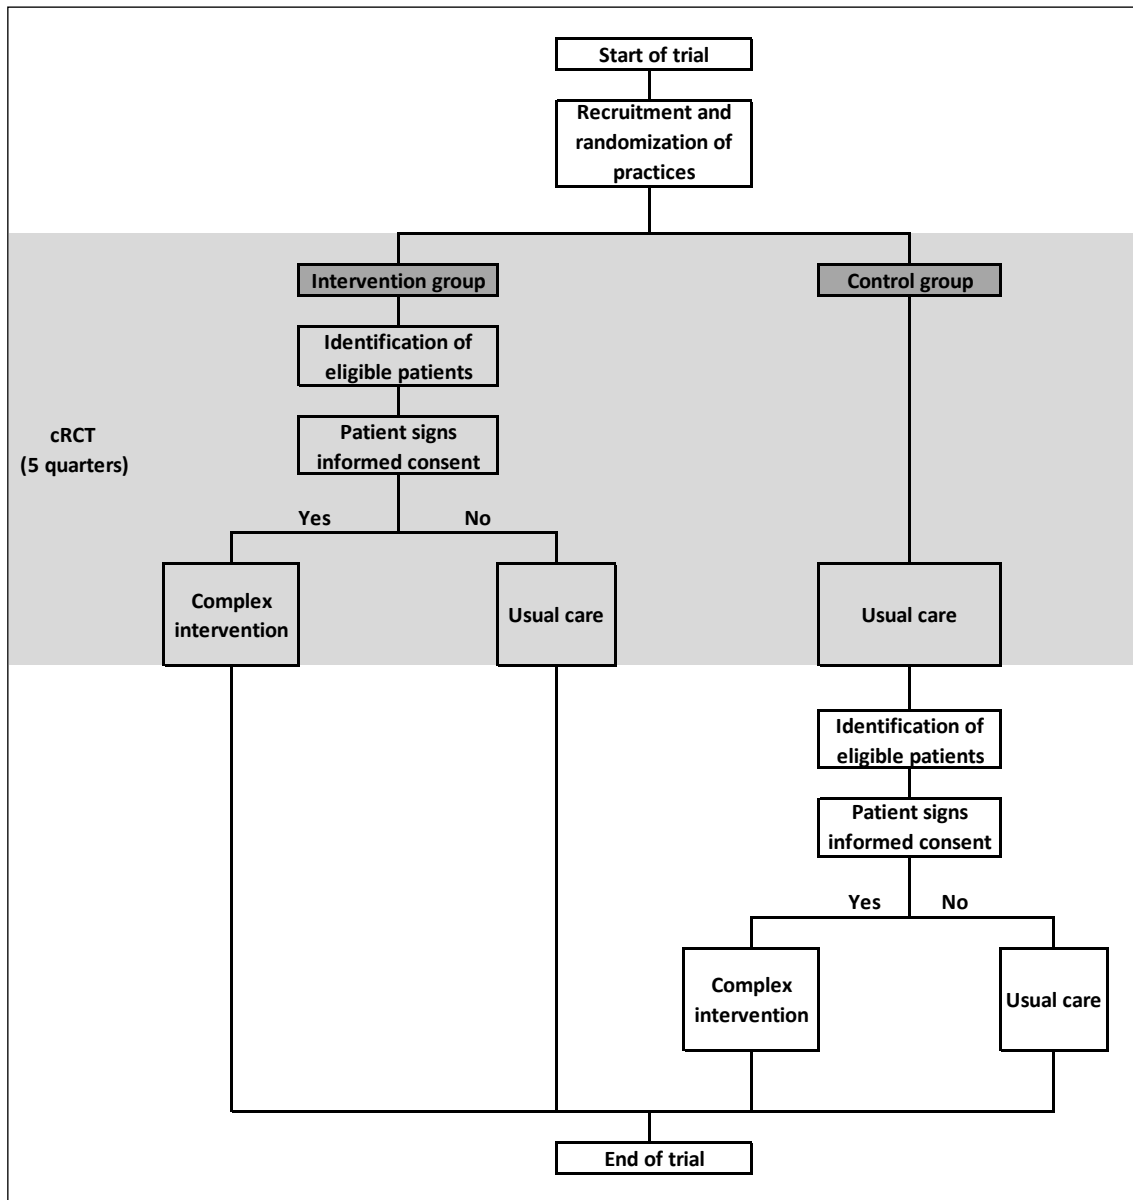 Start of trial
Recruitment and
randomization of
practices
Intervention group
Control group
Identification of
eligible patients
cRCT
(5 quarters)
Patient signs
informed consent
Yes
No
Complex
intervention
Usual care
Usual care
Identification of
eligible patients
Patient signs
informed consent
Yes
No
Complex
intervention
Usual care
End of trial